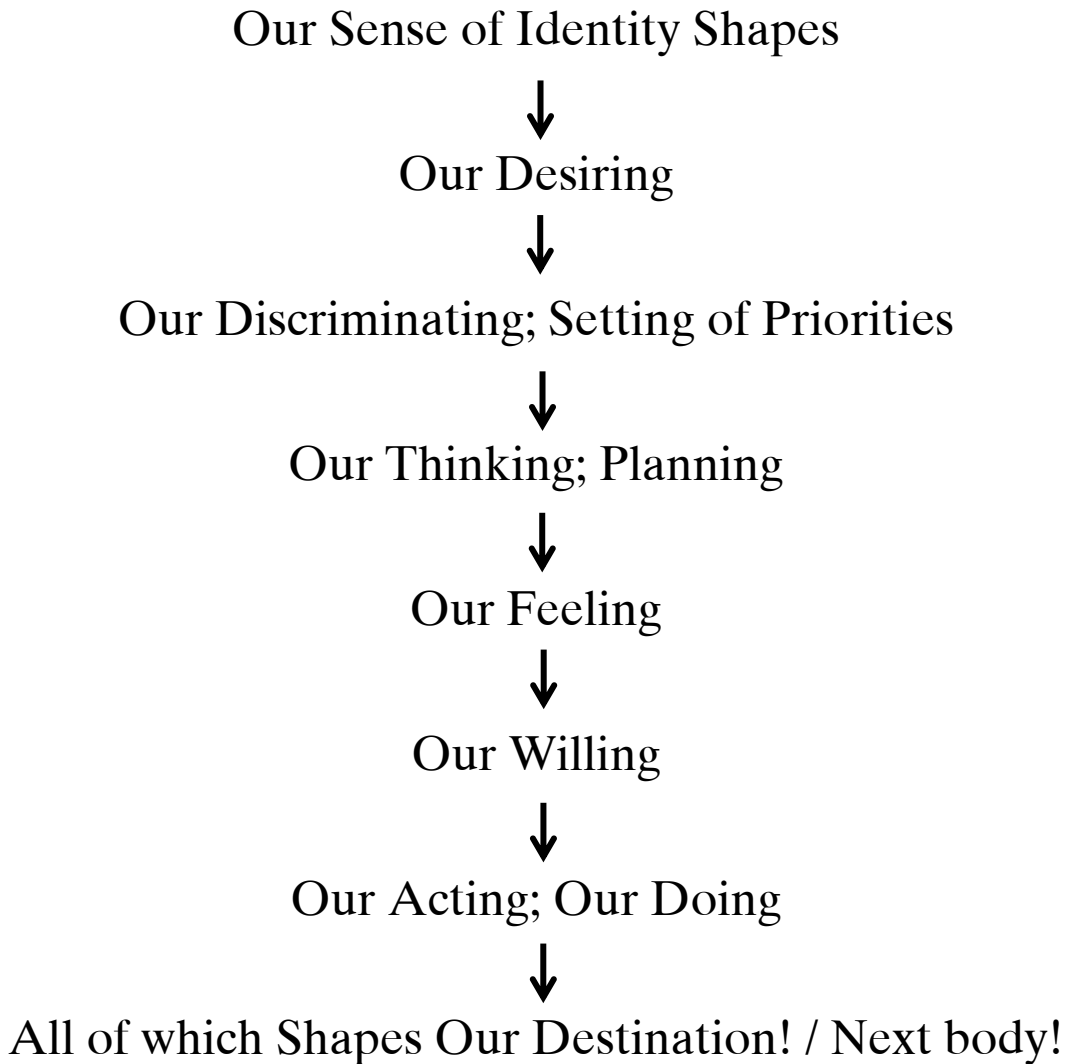 Our Sense of Identity Shapes
Our Desiring
Our Discriminating; Setting of Priorities
Our Thinking; Planning
Our Feeling
Our Willing
Our Acting; Our Doing
All of which Shapes Our Destination! / Next body!